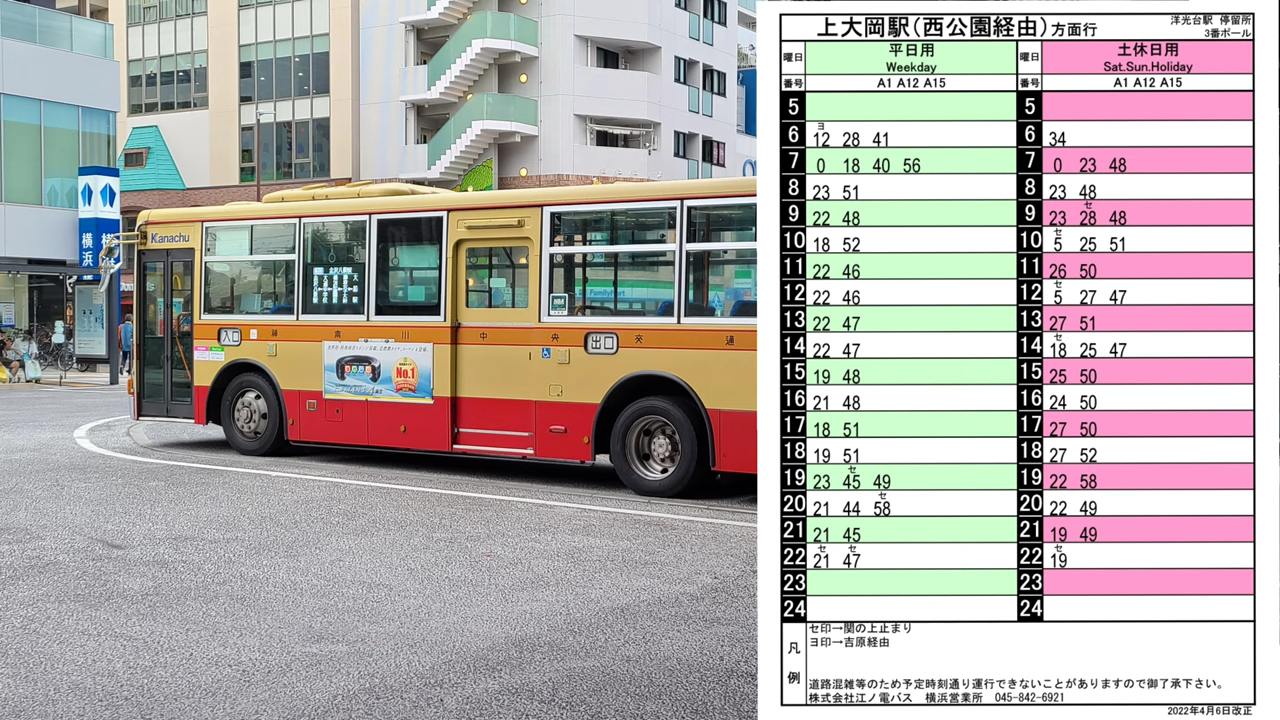 Kanachu
横浜
入口
神奈川中央交通
出口
No.1
FamilyMart
上大岡駅(西公園経由)方面行
洋光台駅 停留所
3番ポール
曜日 平日用 Weekday 曜日 土休日用 Sat.Sun.Holiday
番号 A1 A12 A15 番号 A1 A12 A15
5 5
6 ヨ12 28 41 6 34
7 0 18 40 56 7 0 23 48
8 23 51 8 23 48
9 22 48 9 23 セ28 48
10 18 52 10 セ5 25 51
11 22 46 11 26 50
12 22 46 12 セ5 27 47
13 22 47 13 27 51
14 22 47 14 セ18 25 47
15 19 48 15 25 50
16 21 48 16 24 50
17 18 51 17 27 50
18 19 51 18 27 52
19 23 セ45 49 19 22 58
20 21 44 セ58 20 22 49
21 21 45 21 19 49
22 セ21 セ47 22 セ19
23 23
24 24
凡例
セ印→関の上止まり
ヨ印→吉原経由
道路混雑等のため予定時刻通り運行できないことがありますので御了承下さい。
株式会社江ノ電バス 横浜営業所 045-842-6921
2022年4月6日改正